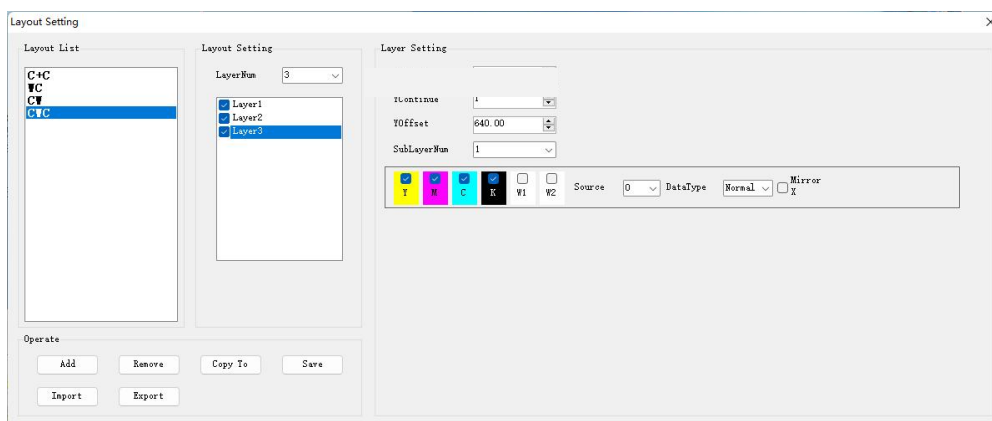 Layout Setting
Layout List
C+C
WC
CW
CWC
Layout Setting
LayerNum 3
Layer1
Layer2
Layer3
Layer Setting
YContinue 1
YOffset 640.00
SubLayerNum 1
Y M C K W1 W2 Source 0 DataType Normal Mirror X
Operate
Add Remove Copy To Save
Import Export